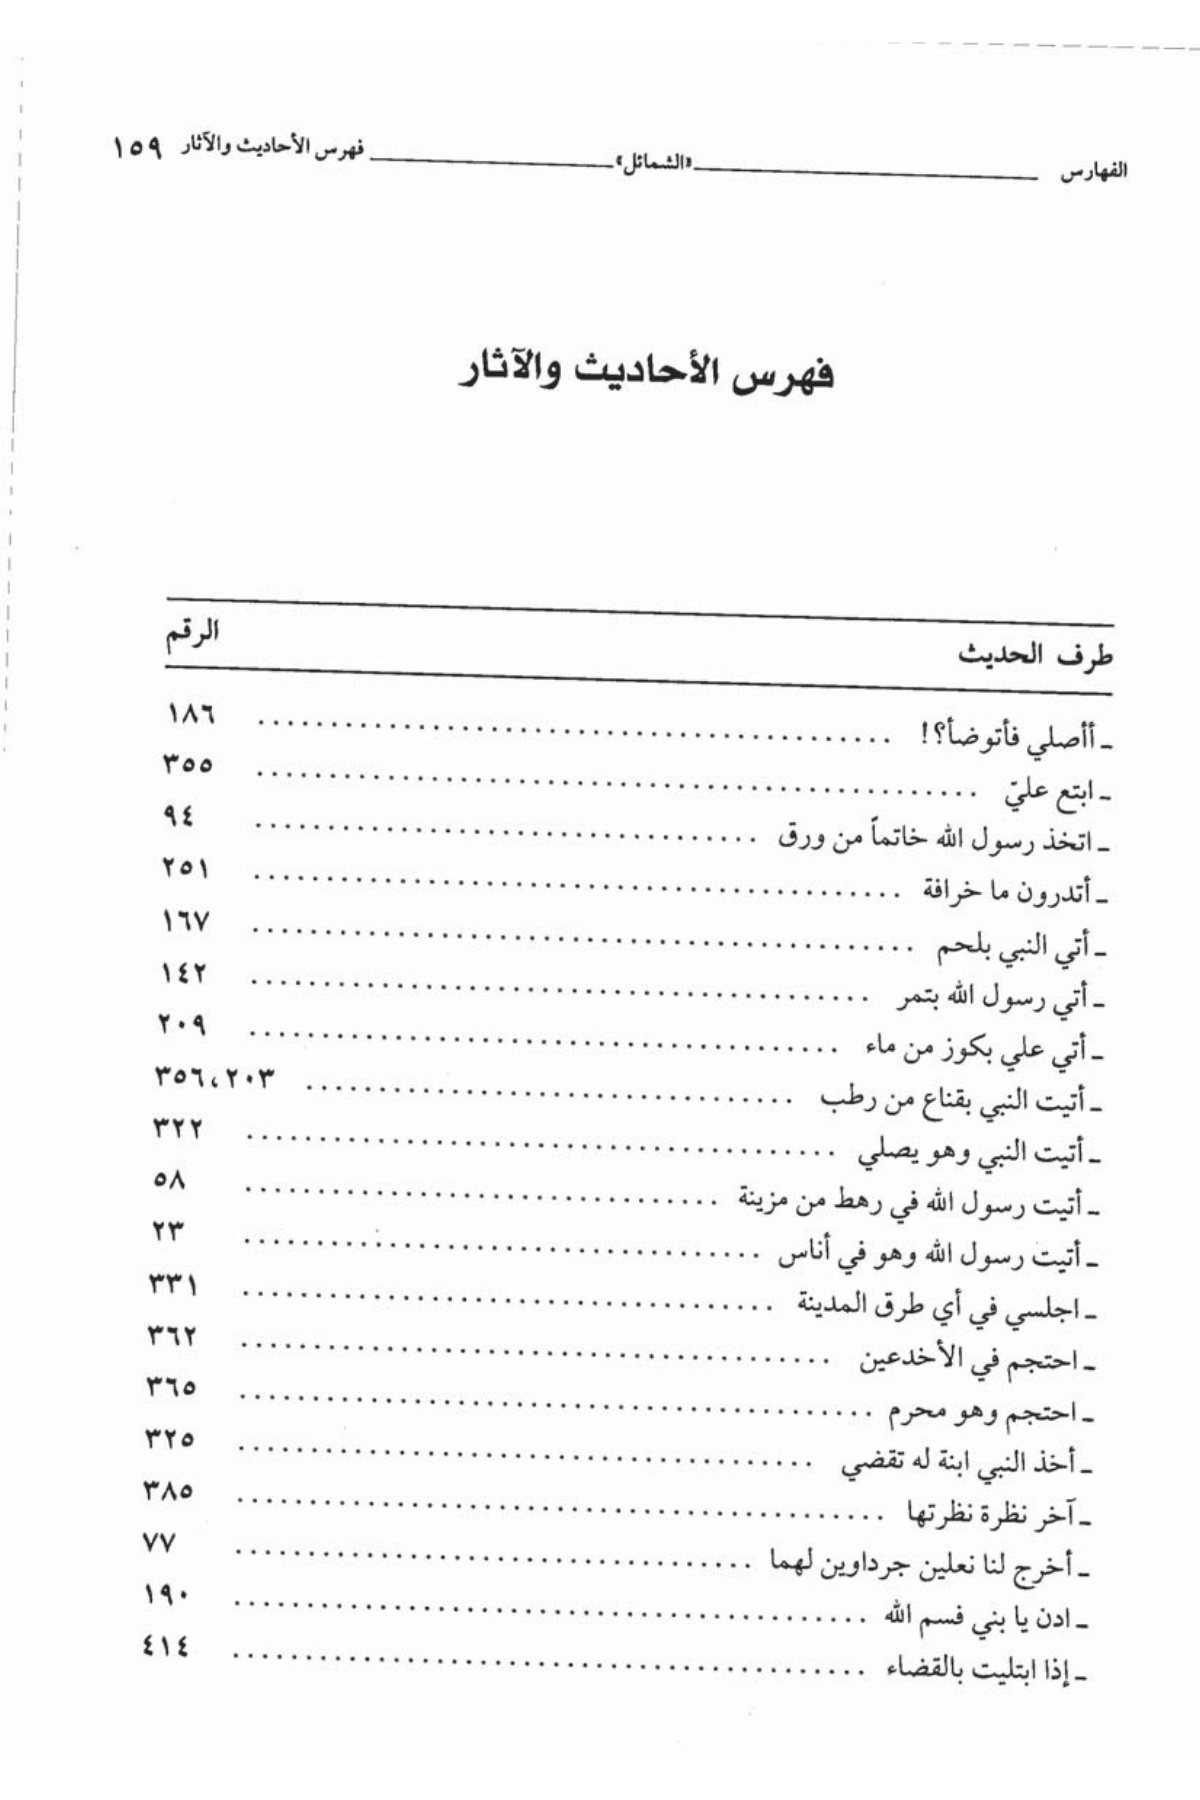 الفهارس ـــــــ «الشمائل» ـــــــ فهرس الأحاديث والآثار ١٥٩
فهرس الأحاديث والآثار
طرف الحديث الرقم
ـ أأصلي فأتوضأ؟! ........ ١٨٦
ـ ابتع عليّ ........ ٣٥٥
ـ اتخذ رسول الله خاتماً من ورق ........ ٩٤
ـ أتدرون ما خرافة ........ ٢٥١
ـ أتي النبي بلحم ........ ١٦٧
ـ أتي رسول الله بتمر ........ ١٤٢
ـ أتي علي بكوز من ماء ........ ٢٠٩
ـ أتيت النبي بقناع من رطب ........ ٣٥٦،٢٠٣
ـ أتيت النبي وهو يصلي ........ ٣٢٢
ـ أتيت رسول الله في رهط من مزينة ........ ٥٨
ـ أتيت رسول الله وهو في أناس ........ ٢٣
ـ اجلسي في أي طرق المدينة ........ ٣٣١
ـ احتجم في الأخدعين ........ ٣٦٢
ـ احتجم وهو محرم ........ ٣٦٥
ـ أخذ النبي ابنة له تقضي ........ ٣٢٥
ـ آخر نظرة نظرتها ........ ٣٨٥
ـ أخرج لنا نعلين جرداوين لهما ........ ٧٧
ـ ادن يا بني فسم الله ........ ١٩٠
ـ إذا ابتليت بالقضاء ........ ٤١٤